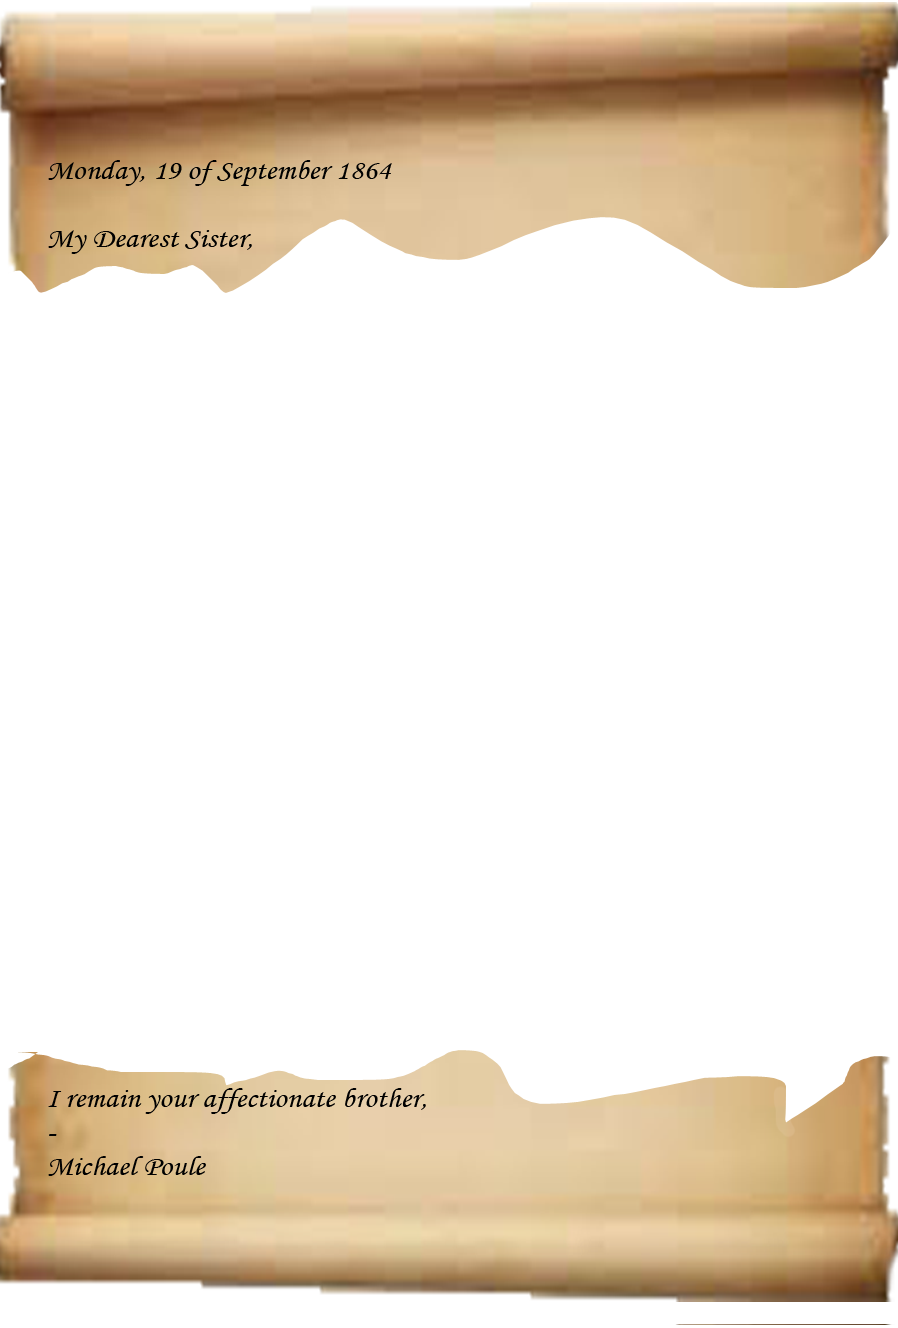 Monday, 19 of September 1864
My Dearest Sister,
I remain your affectionate brother,
-
Michael Poule